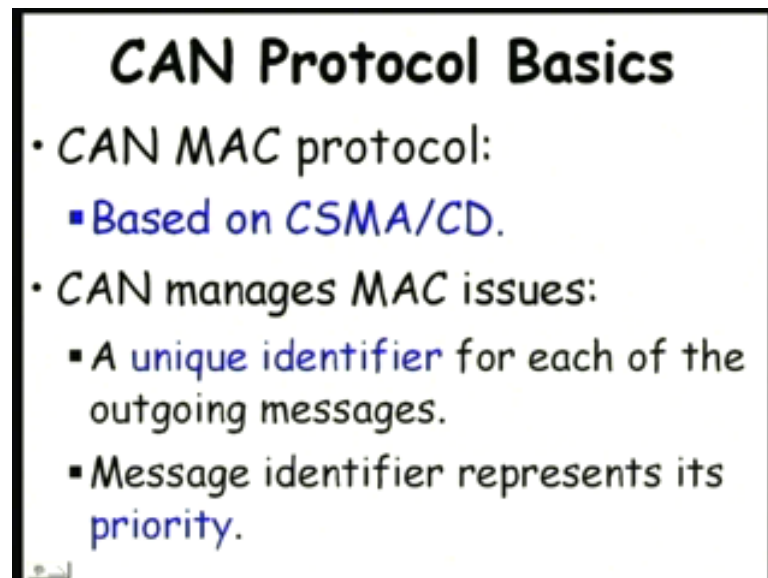 CAN Protocol Basics
• CAN MAC protocol:
▪Based on CSMA/CD.
• CAN manages MAC issues:
▪A unique identifier for each of the
outgoing messages.
▪Message identifier represents its
priority.